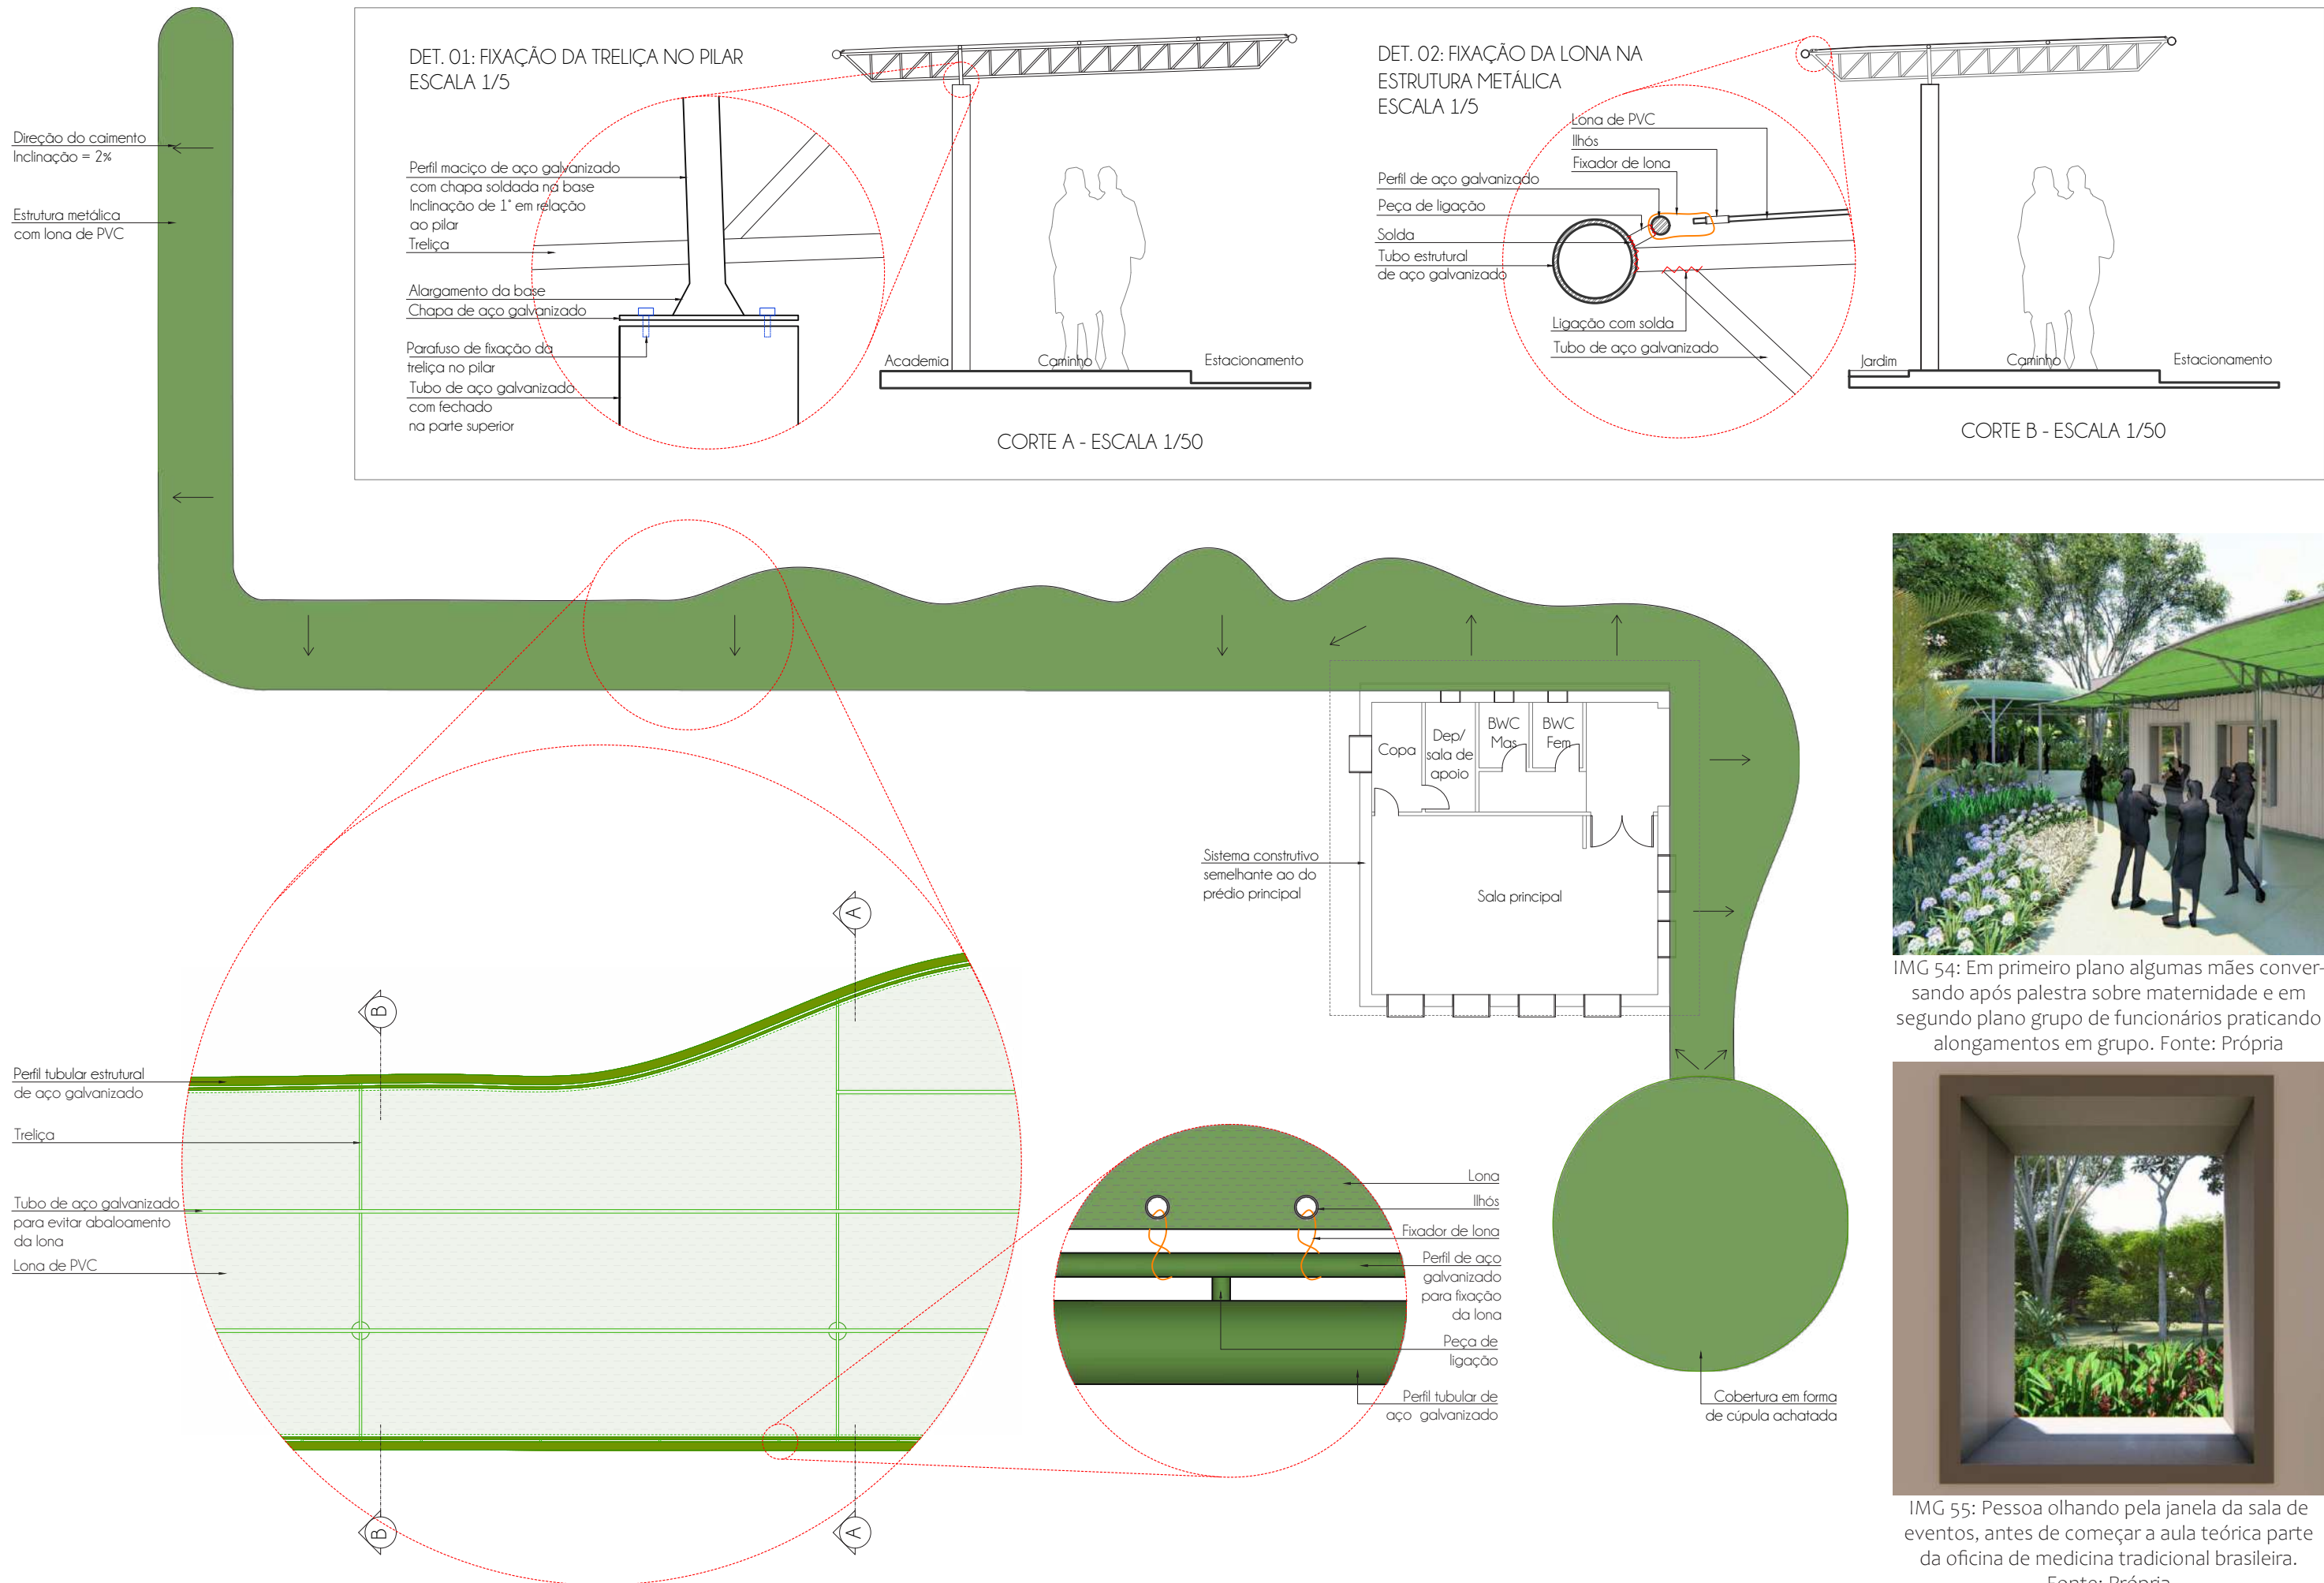 DET. 01: FIXAÇÃO DA TRELIÇA NO PILAR
ESCALA 1/5
Perfil maciço de aço galvanizado
com chapa soldada na base
Inclinação de 1° em relação
ao pilar
Treliça
Alargamento da base
Chapa de aço galvanizado
Parafuso de fixação da
treliça no pilar
Tubo de aço galvanizado
com fechado
na parte superior
Academia
Caminho
Estacionamento
CORTE A - ESCALA 1/50
DET. 02: FIXAÇÃO DA LONA NA
ESTRUTURA METÁLICA
ESCALA 1/5
Lona de PVC
Ilhós
Fixador de lona
Perfil de aço galvanizado
Peça de ligação
Solda
Tubo estrutural
de aço galvanizado
Ligação com solda
Tubo de aço galvanizado
Jardim
Caminho
Estacionamento
CORTE B - ESCALA 1/50
Direção do caimento
Inclinação = 2%
Estrutura metálica
com lona de PVC
Copa
Dep/
sala de
apoio
BWC
Mas
BWC
Fem
Sala principal
Sistema construtivo
semelhante ao do
prédio principal
IMG 54: Em primeiro plano algumas mães conver-
sando após palestra sobre maternidade e em
segundo plano grupo de funcionários praticando
alongamentos em grupo. Fonte: Própria
A
B
Perfil tubular estrutural
de aço galvanizado
Treliça
Tubo de aço galvanizado
para evitar abaloamento
da lona
Lona de PVC
B
A
Lona
Ilhós
Fixador de lona
Perfil de aço
galvanizado
para fixação
da lona
Peça de
ligação
Perfil tubular de
aço galvanizado
Cobertura em forma
de cúpula achatada
IMG 55: Pessoa olhando pela janela da sala de
eventos, antes de começar a aula teórica parte
da oficina de medicina tradicional brasileira.
Fonte: Própria